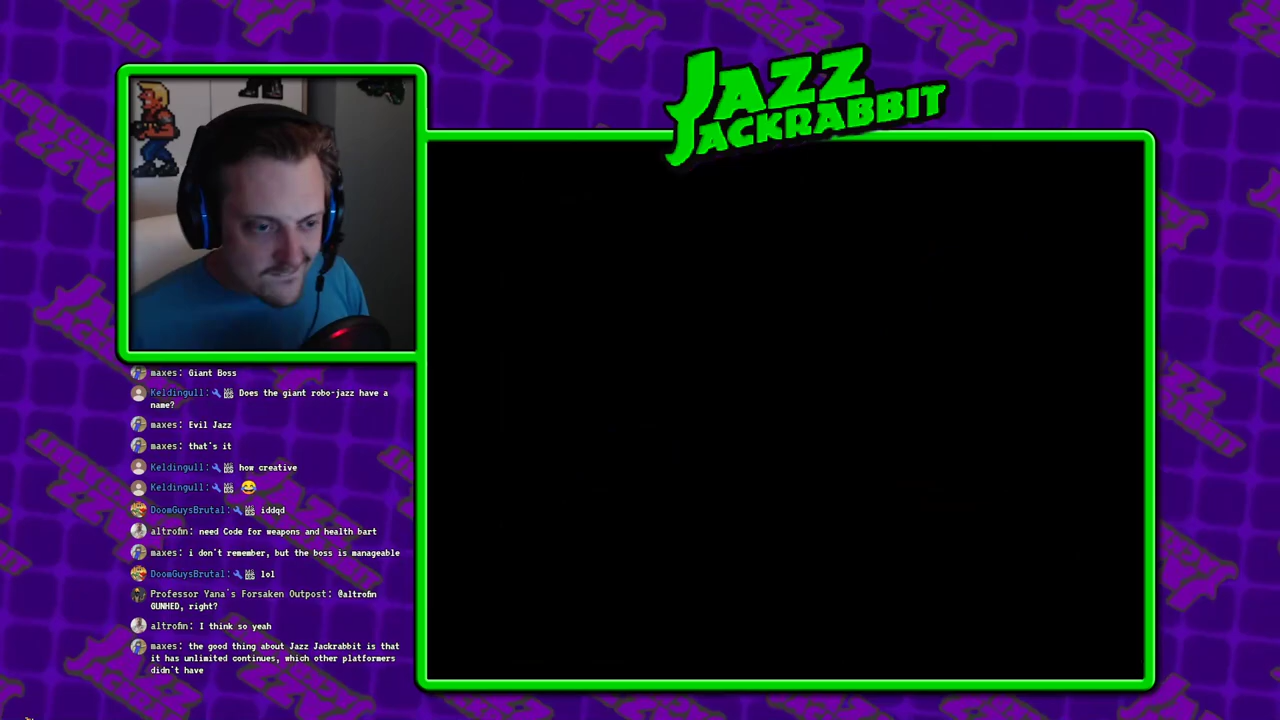 JAZZ
JACKRABBIT
maxes: Giant Boss
Keldingull: Does the giant robo-jazz have a
name?
maxes: Evil Jazz
maxes: that's it
Keldingull: how creative
Keldingull: 😂
DoomGuysBrutal: iddqd
altrofin: need Code for weapons and health bart
maxes: i don't remember, but the boss is manageable
DoomGuysBrutal: lol
Professor Yana's Forsaken Outpost: @altrofin
GUNHED, right?
altrofin: I think so yeah
maxes: the good thing about Jazz Jackrabbit is that
it has unlimited continues, which other platformers
didn't have